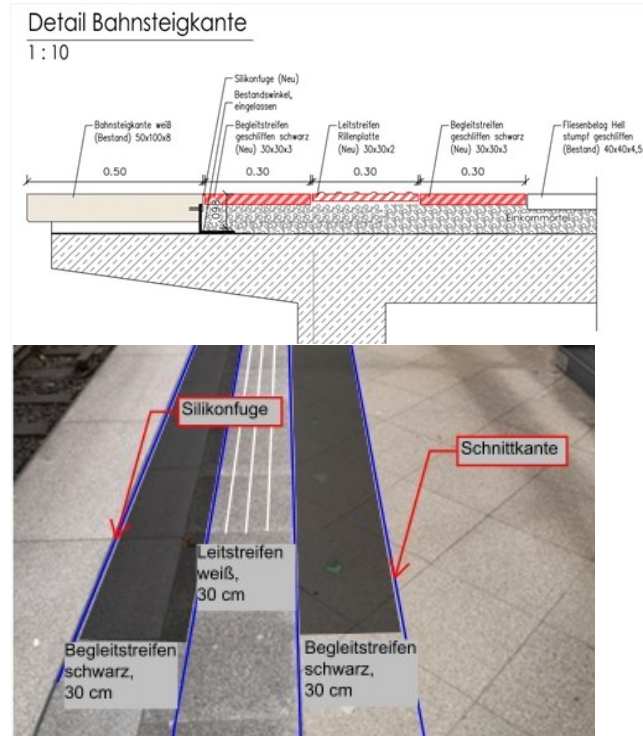 Detail Bahnsteigkante
1 : 10
Silikonfuge (Neu)
Bestandswinkel,
eingelassen
Bahnsteigkante weiß
(Bestand) 50x100x8
Begleitstreifen
geschliffen schwarz
(Neu) 30x30x3
Leitstreifen
Rillenplatte
(Neu) 30x30x2
Begleitstreifen
geschliffen schwarz
(Neu) 30x30x3
Fliesenbelag Hell
stumpf geschliffen
(Bestand) 40x40x4,5
0.50
0.30
0.30
0.30
Einkornmörtel
Silikonfuge
Schnittkante
Leitstreifen
weiß,
30 cm
Begleitstreifen
schwarz,
30 cm
Begleitstreifen
schwarz,
30 cm